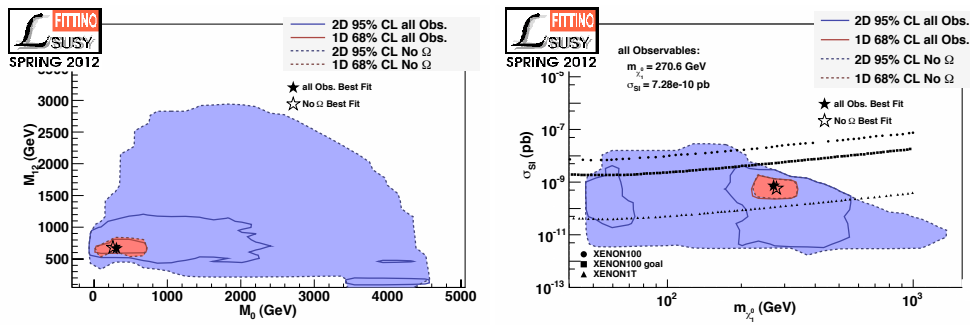 FITTINO
L SUSY
SPRING 2012
2D 95% CL all Obs.
1D 68% CL all Obs.
2D 95% CL No Ω
1D 68% CL No Ω
all Obs. Best Fit
No Ω Best Fit
M12 (GeV)
3500
3000
2500
2000
1500
1000
500
0 1000 2000 3000 4000 5000
M0 (GeV)
FITTINO
L SUSY
SPRING 2012
2D 95% CL all Obs.
1D 68% CL all Obs.
2D 95% CL No Ω
1D 68% CL No Ω
all Observables:
mχ̃⁰₁ = 270.6 GeV
σSI = 7.28e-10 pb
all Obs. Best Fit
No Ω Best Fit
σSI (pb)
10⁻⁵
10⁻⁷
10⁻⁹
10⁻¹¹
10⁻¹³
XENON100
XENON100 goal
XENON1T
10² 10³
mχ̃⁰₁ (GeV)